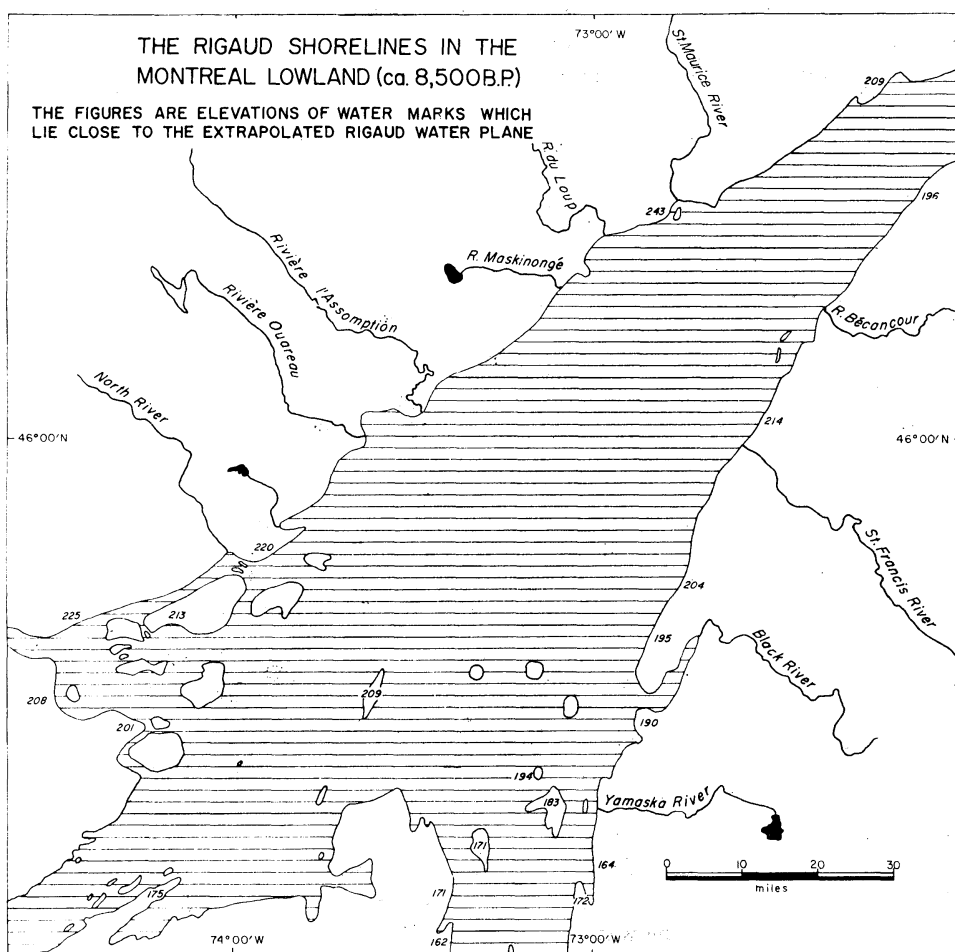 THE RIGAUD SHORELINES IN THE
MONTREAL LOWLAND (ca. 8,500B.P.)
THE FIGURES ARE ELEVATIONS OF WATER MARKS WHICH
LIE CLOSE TO THE EXTRAPOLATED RIGAUD WATER PLANE
73°00'W
St. Maurice River
209
R. du Loup
196
243
R. Maskinongé
Rivière l'Assomption
Rivière Ouareau
R. Bécancour
North River
214
46°00'N
46°00'N
St. Francis River
220
204
225
213
195
Black River
209
208
190
201
194
183
Yamaska River
171
164
0 10 20 30
miles
175
171
172
162
74°00'W
73°00'W